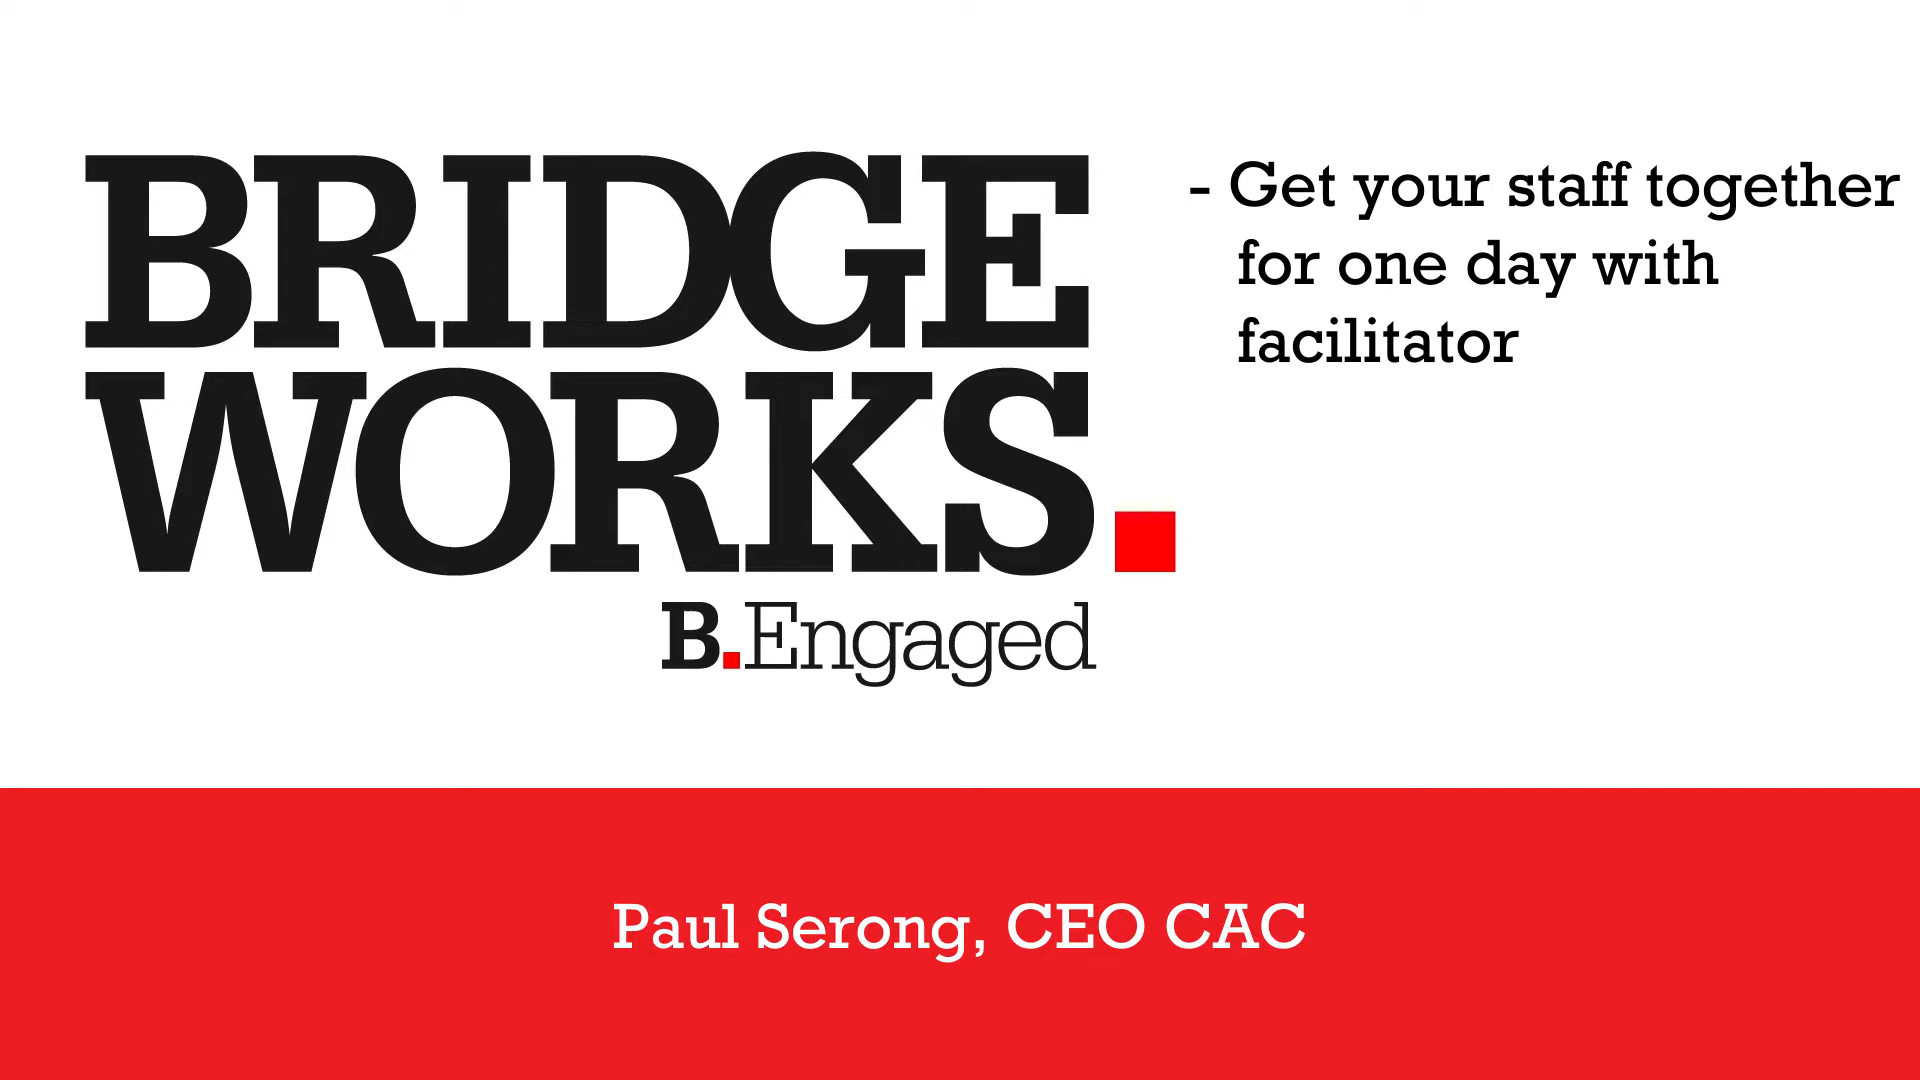 BRIDGE
WORKS.
B.Engaged
- Get your staff together
for one day with
facilitator
Paul Serong, CEO CAC